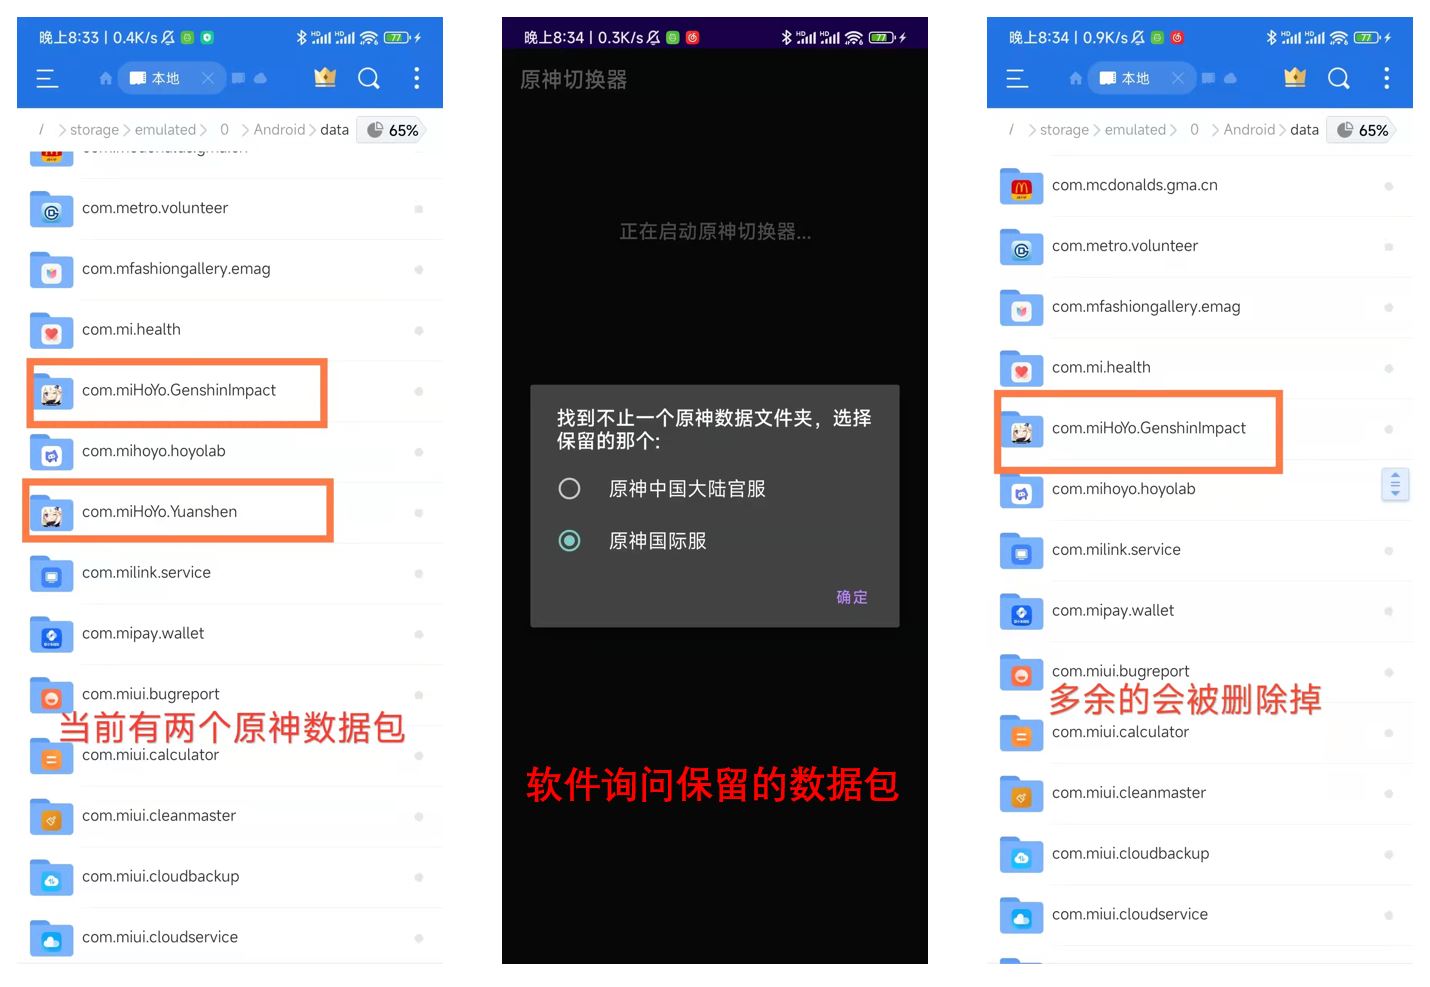 晚上8:33 | 0.4K/s
77
本地
/ storage emulated 0 Android data 65%
com.metro.volunteer
com.mfashiongallery.emag
com.mi.health
com.miHoYo.GenshinImpact
com.mihoyo.hoyolab
com.miHoYo.Yuanshen
com.milink.service
com.mipay.wallet
com.miui.bugreport
当前有两个原神数据包
com.miui.calculator
com.miui.cleanmaster
com.miui.cloudbackup
com.miui.cloudservice
晚上8:34 | 0.3K/s
77
原神切换器
正在启动原神切换器...
找到不止一个原神数据文件夹，选择
保留的那个:
原神中国大陆官服
原神国际服
确定
软件询问保留的数据包
晚上8:34 | 0.9K/s
77
本地
/ storage emulated 0 Android data 65%
com.mcdonalds.gma.cn
com.metro.volunteer
com.mfashiongallery.emag
com.mi.health
com.miHoYo.GenshinImpact
com.mihoyo.hoyolab
com.milink.service
com.mipay.wallet
com.miui.bugreport
多余的会被删除掉
com.miui.calculator
com.miui.cleanmaster
com.miui.cloudbackup
com.miui.cloudservice